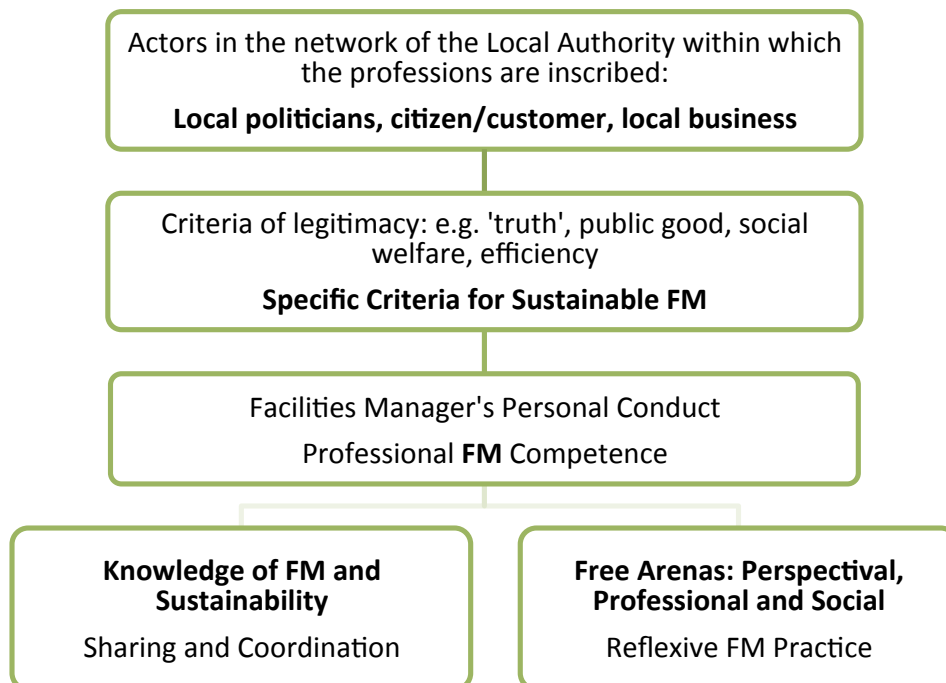 Actors in the network of the Local Authority within which
the professions are inscribed:
Local politicians, citizen/customer, local business
Criteria of legitimacy: e.g. 'truth', public good, social
welfare, efficiency
Specific Criteria for Sustainable FM
Facilities Manager's Personal Conduct
Professional FM Competence
Knowledge of FM and
Sustainability
Sharing and Coordination
Free Arenas: Perspectival,
Professional and Social
Reflexive FM Practice